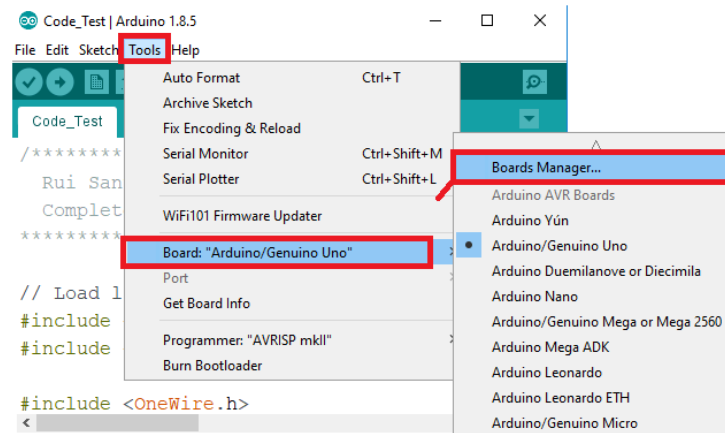 Code_Test | Arduino 1.8.5
File Edit Sketch Tools Help
Code_Test
/********
Rui San
Complet
*********
// Load l
#include
#include
#include <OneWire.h>
Auto Format Ctrl+T
Archive Sketch
Fix Encoding & Reload
Serial Monitor Ctrl+Shift+M
Serial Plotter Ctrl+Shift+L
WiFi101 Firmware Updater
Board: "Arduino/Genuino Uno"
Port
Get Board Info
Programmer: "AVRISP mkII"
Burn Bootloader
Boards Manager...
Arduino AVR Boards
Arduino Yún
Arduino/Genuino Uno
Arduino Duemilanove or Diecimila
Arduino Nano
Arduino/Genuino Mega or Mega 2560
Arduino Mega ADK
Arduino Leonardo
Arduino Leonardo ETH
Arduino/Genuino Micro